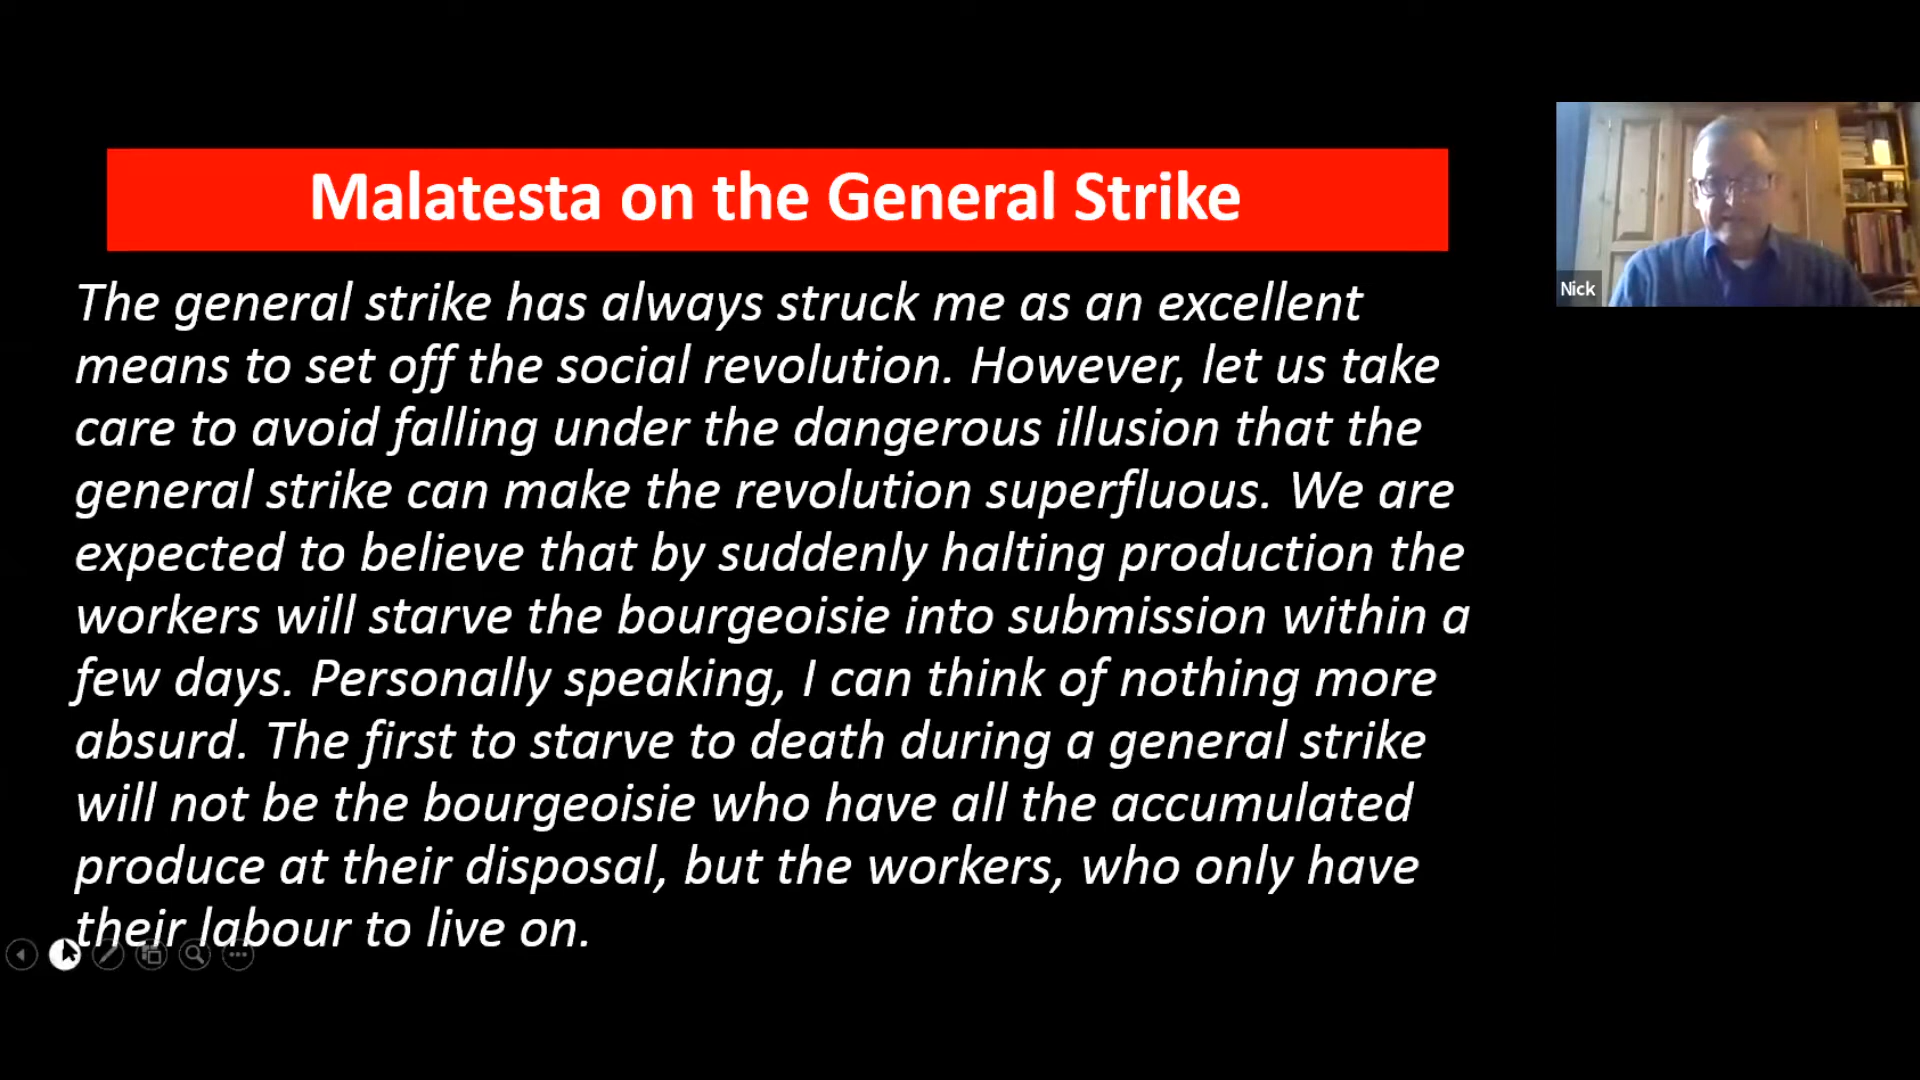 Malatesta on the General Strike
The general strike has always struck me as an excellent
means to set off the social revolution. However, let us take
care to avoid falling under the dangerous illusion that the
general strike can make the revolution superfluous. We are
expected to believe that by suddenly halting production the
workers will starve the bourgeoisie into submission within a
few days. Personally speaking, I can think of nothing more
absurd. The first to starve to death during a general strike
will not be the bourgeoisie who have all the accumulated
produce at their disposal, but the workers, who only have
their labour to live on.
Nick